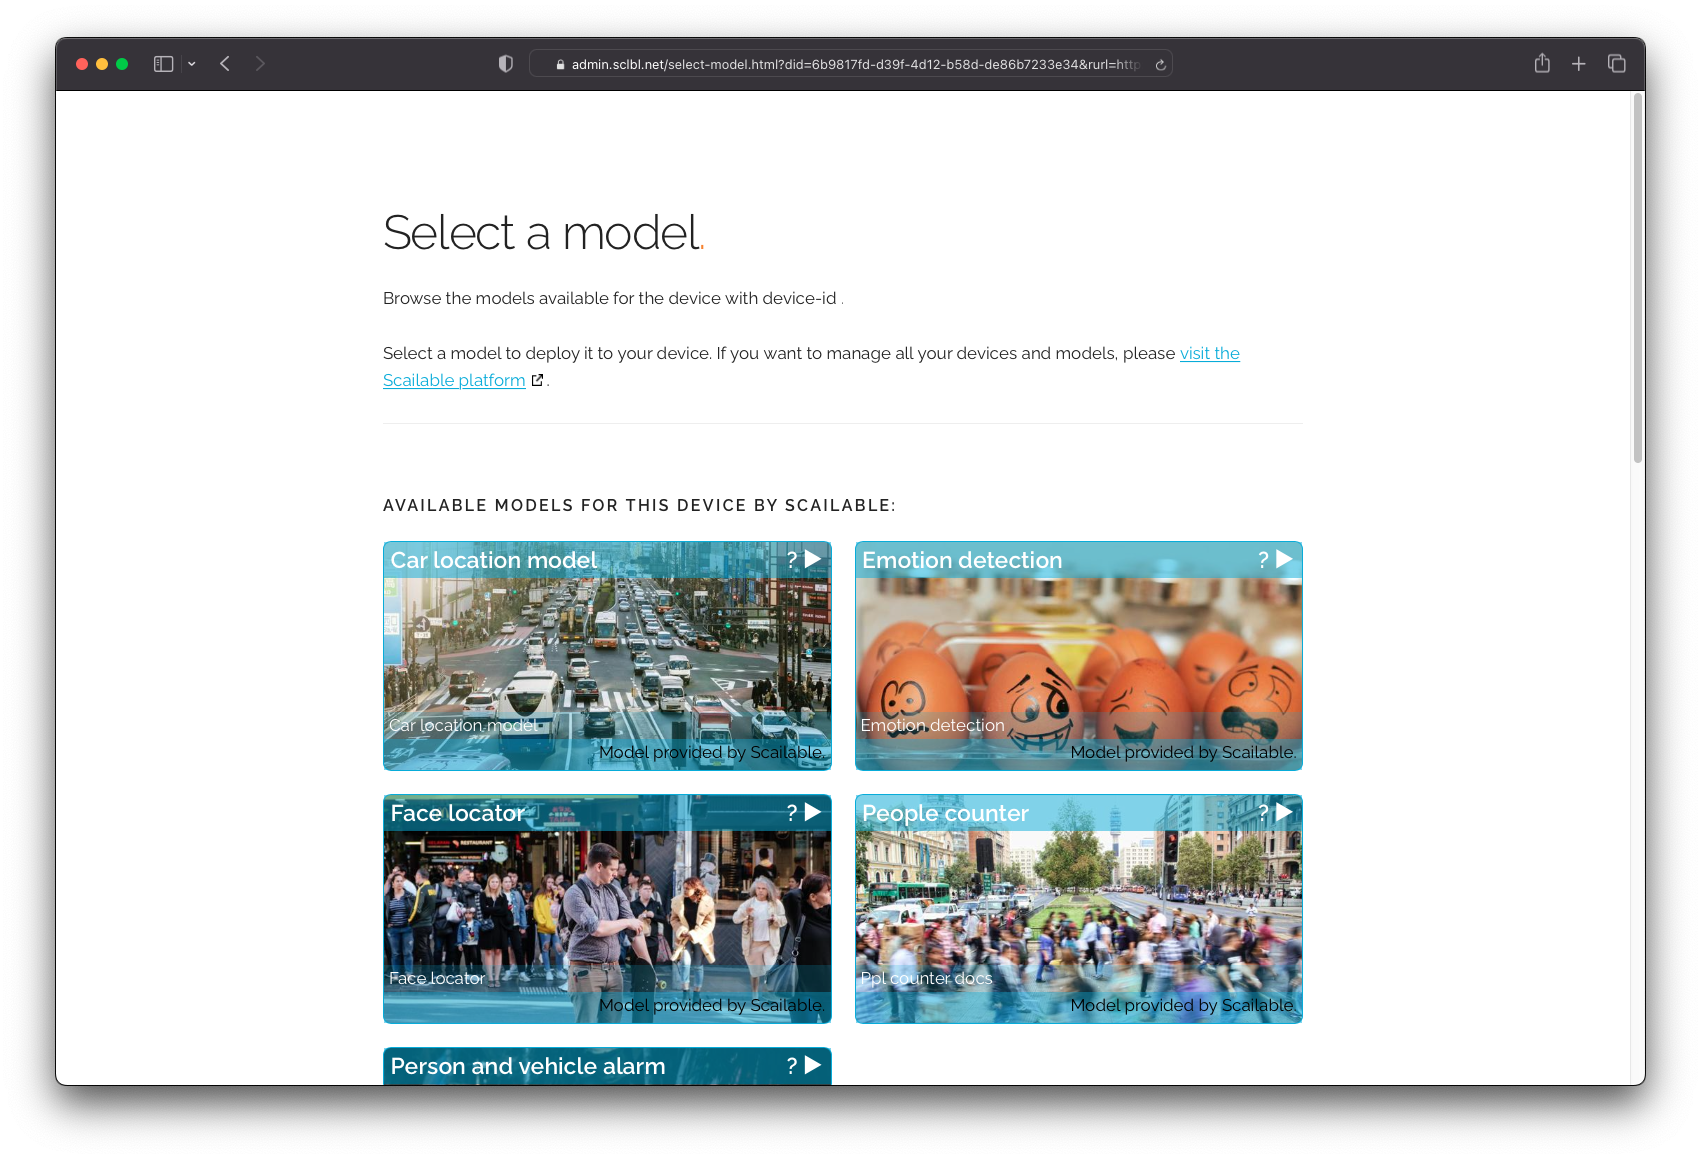 admin.sclbl.net/select-model.html?did=6b9817fd-d39f-4d12-b58d-de86b7233e34&rurl=http
Select a model.
Browse the models available for the device with device-id .
Select a model to deploy it to your device. If you want to manage all your devices and models, please visit the
Scailable platform .
AVAILABLE MODELS FOR THIS DEVICE BY SCAILABLE:
Car location model ?
Car location model
Model provided by Scailable.
Emotion detection ?
Emotion detection
Model provided by Scailable.
Face locator ?
RESTAURANT
Face locator
Model provided by Scailable.
People counter ?
Ppl counter docs
Model provided by Scailable.
Person and vehicle alarm ?